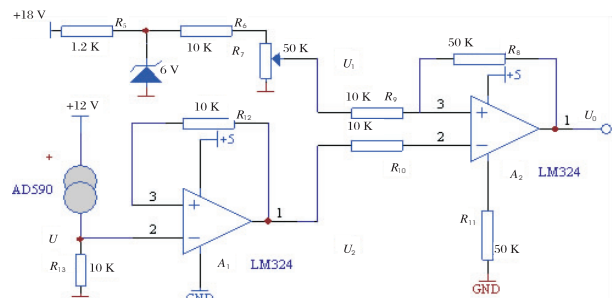 +18 V
R5
1.2 K
6 V
R6
10 K
R7
50 K
U1
50 K
R8
+5
10 K
R9
10 K
R10
3
2
1
U0
A2
LM324
R11
50 K
GND
+12 V
+
AD590
U
R13
10 K
10 K
R12
+5
3
2
1
A1
LM324
GND
U2